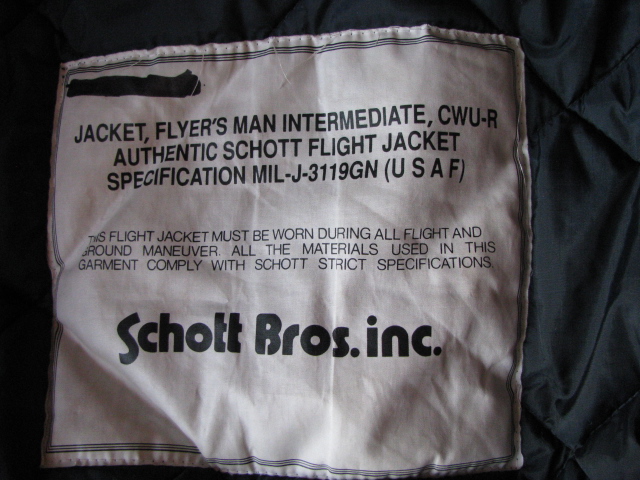 JACKET, FLYER'S MAN INTERMEDIATE, CWU-R
AUTHENTIC SCHOTT FLIGHT JACKET
SPECIFICATION MIL-J-3119GN (U S A F)
THIS FLIGHT JACKET MUST BE WORN DURING ALL FLIGHT AND
GROUND MANEUVER. ALL THE MATERIALS USED IN THIS
GARMENT COMPLY WITH SCHOTT STRICT SPECIFICATIONS.
Schott Bros. inc.